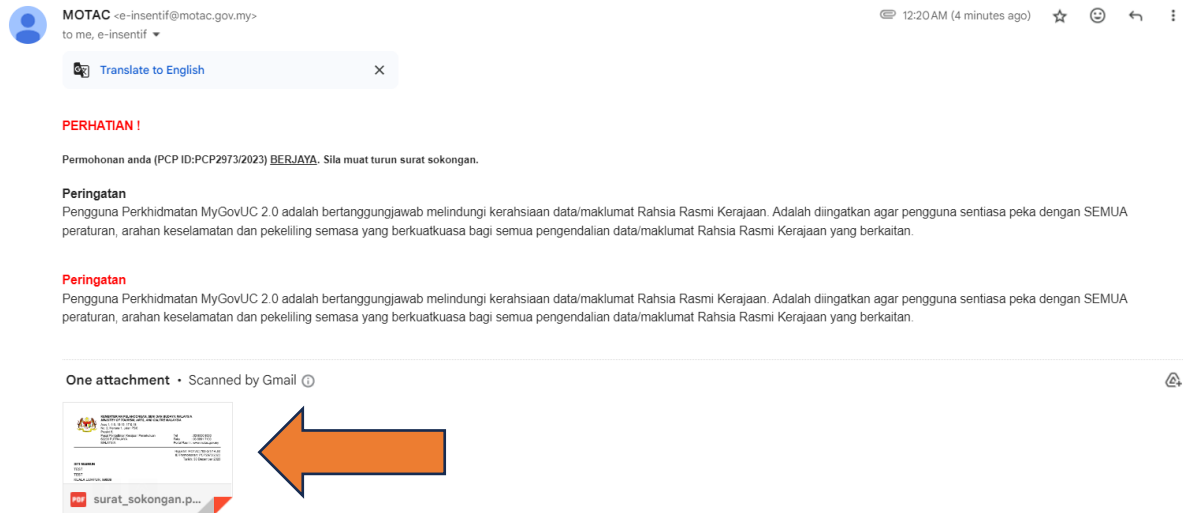 MOTAC <e-insentif@motac.gov.my>
12:20 AM (4 minutes ago)
to me, e-insentif
Translate to English
PERHATIAN !
Permohonan anda (PCP ID:PCP2973/2023) BERJAYA. Sila muat turun surat sokongan.
Peringatan
Pengguna Perkhidmatan MyGovUC 2.0 adalah bertanggungjawab melindungi kerahsiaan data/maklumat Rahsia Rasmi Kerajaan. Adalah diingatkan agar pengguna sentiasa peka dengan SEMUA
peraturan, arahan keselamatan dan pekeliling semasa yang berkuatkuasa bagi semua pengendalian data/maklumat Rahsia Rasmi Kerajaan yang berkaitan.
Peringatan
Pengguna Perkhidmatan MyGovUC 2.0 adalah bertanggungjawab melindungi kerahsiaan data/maklumat Rahsia Rasmi Kerajaan. Adalah diingatkan agar pengguna sentiasa peka dengan SEMUA
peraturan, arahan keselamatan dan pekeliling semasa yang berkuatkuasa bagi semua pengendalian data/maklumat Rahsia Rasmi Kerajaan yang berkaitan.
One attachment • Scanned by Gmail
PDF surat_sokongan.p...